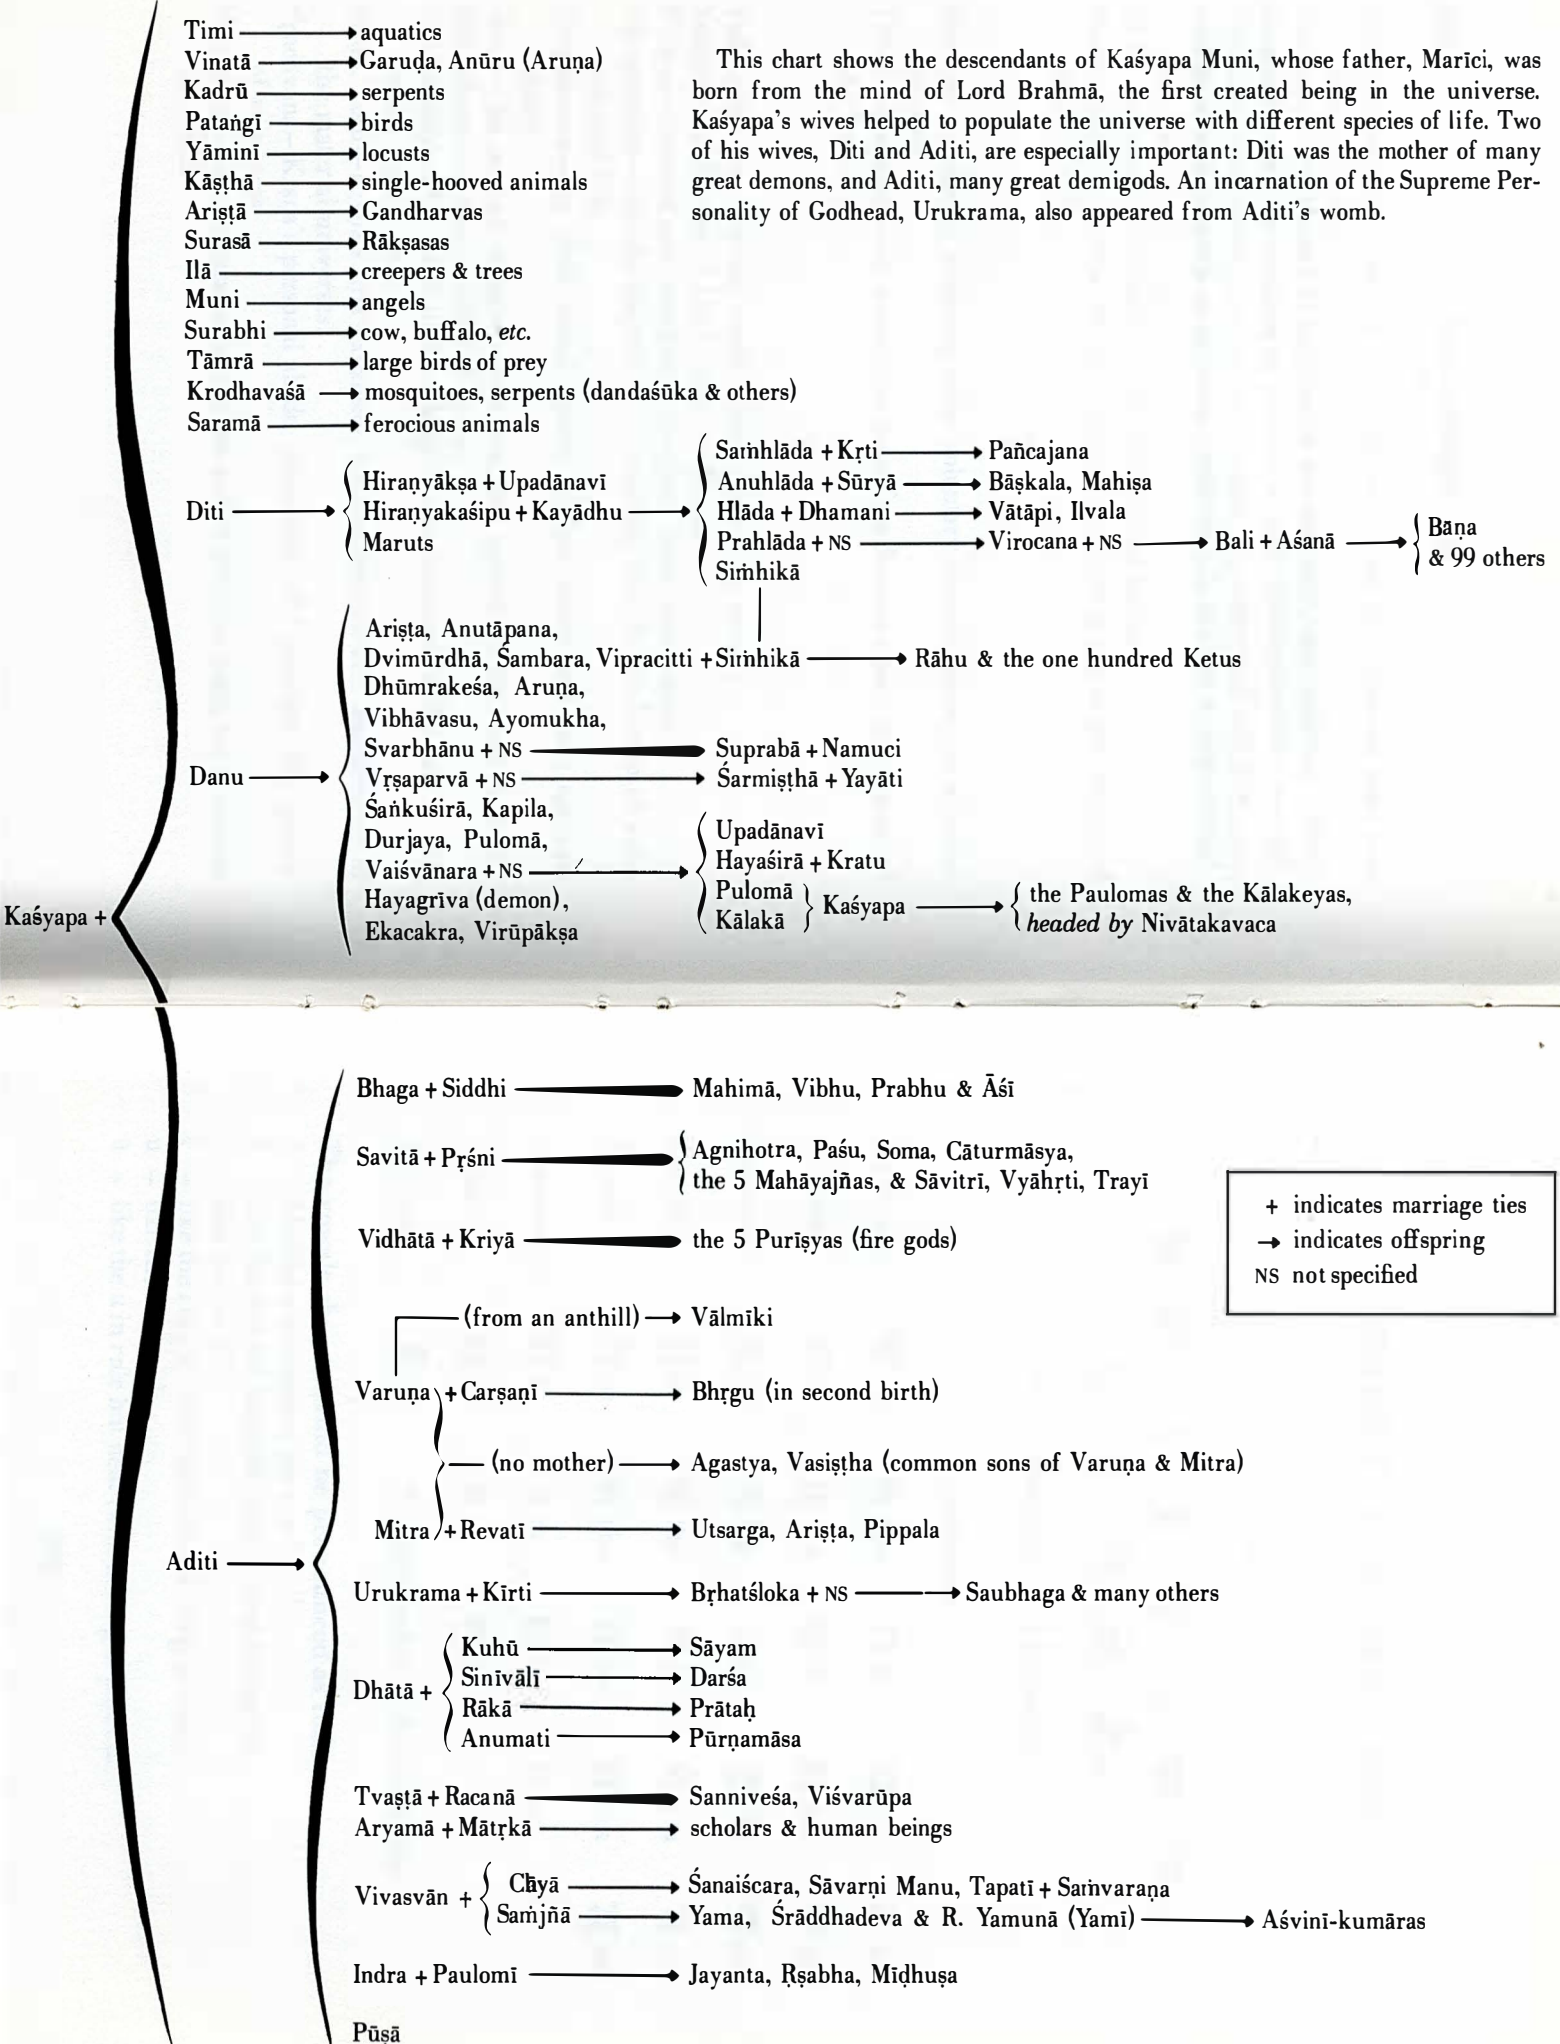 Timi → aquatics
Vinatā → Garuḍa, Anūru (Aruṇa)
Kadrū → serpents
Pataṅgī → birds
Yāminī → locusts
Kāṣṭhā → single-hooved animals
Ariṣṭā → Gandharvas
Surasā → Rākṣasas
Ilā → creepers & trees
Muni → angels
Surabhi → cow, buffalo, etc.
Tāmrā → large birds of prey
Krodhavaśā → mosquitoes, serpents (dandaśūka & others)
Saramā → ferocious animals
This chart shows the descendants of Kaśyapa Muni, whose father, Marīci, was
born from the mind of Lord Brahmā, the first created being in the universe.
Kaśyapa's wives helped to populate the universe with different species of life. Two
of his wives, Diti and Aditi, are especially important: Diti was the mother of many
great demons, and Aditi, many great demigods. An incarnation of the Supreme Per-
sonality of Godhead, Urukrama, also appeared from Aditi's womb.
Diti →
Hiraṇyākṣa + Upadānavī
Hiraṇyakaśipu + Kayādhu →
Maruts
Saṁhlāda + Kṛti → Pañcajana
Anuhlāda + Sūryā → Bāṣkala, Mahiṣa
Hlāda + Dhamani → Vātāpi, Ilvala
Prahlāda + NS → Virocana + NS → Bali + Aśanā →
Siṁhikā
Bāṇa
& 99 others
Danu →
Ariṣṭa, Anutāpana,
Dvimūrdhā, Śambara, Vipracitti + Siṁhikā → Rāhu & the one hundred Ketus
Dhūmrakeśa, Aruṇa,
Vibhāvasu, Ayomukha,
Svarbhānu + NS → Suprabā + Namuci
Vṛṣaparvā + NS → Śarmiṣṭhā + Yayāti
Śaṅkuśirā, Kapila,
Durjaya, Pulomā,
Vaiśvānara + NS →
Hayagrīva (demon),
Ekacakra, Virūpākṣa
Upadānavī
Hayaśirā + Kratu
Pulomā
Kālakā
Kaśyapa →
the Paulomas & the Kālakeyas,
headed by Nivātakavaca
Kaśyapa +
Aditi →
Bhaga + Siddhi → Mahimā, Vibhu, Prabhu & Āśī
Savitā + Pṛśni → Agnihotra, Paśu, Soma, Cāturmāsya,
the 5 Mahāyajñas, & Sāvitrī, Vyāhṛti, Trayī
Vidhātā + Kriyā → the 5 Purīṣyas (fire gods)
+ indicates marriage ties
→ indicates offspring
NS not specified
(from an anthill) → Vālmīki
Varuṇa + Carṣaṇī → Bhṛgu (in second birth)
(no mother) → Agastya, Vasiṣṭha (common sons of Varuṇa & Mitra)
Mitra + Revatī → Utsarga, Ariṣṭa, Pippala
Urukrama + Kīrti → Bṛhatśloka + NS → Saubhaga & many others
Dhātā +
Kuhū → Sāyam
Sinīvālī → Darśa
Rākā → Prātaḥ
Anumati → Pūrṇamāsa
Tvaṣṭā + Racanā → Sanniveśa, Viśvarūpa
Aryamā + Mātṛkā → scholars & human beings
Vivasvān +
→ Śanaiścara, Sāvarṇi Manu, Tapatī + Saṁvaraṇa
Saṁjñā → Yama, Śrāddhadeva & R. Yamunā (Yamī) → Aśvinī-kumāras
Indra + Paulomī → Jayanta, Ṛṣabha, Mīḍhuṣa
Pūṣā